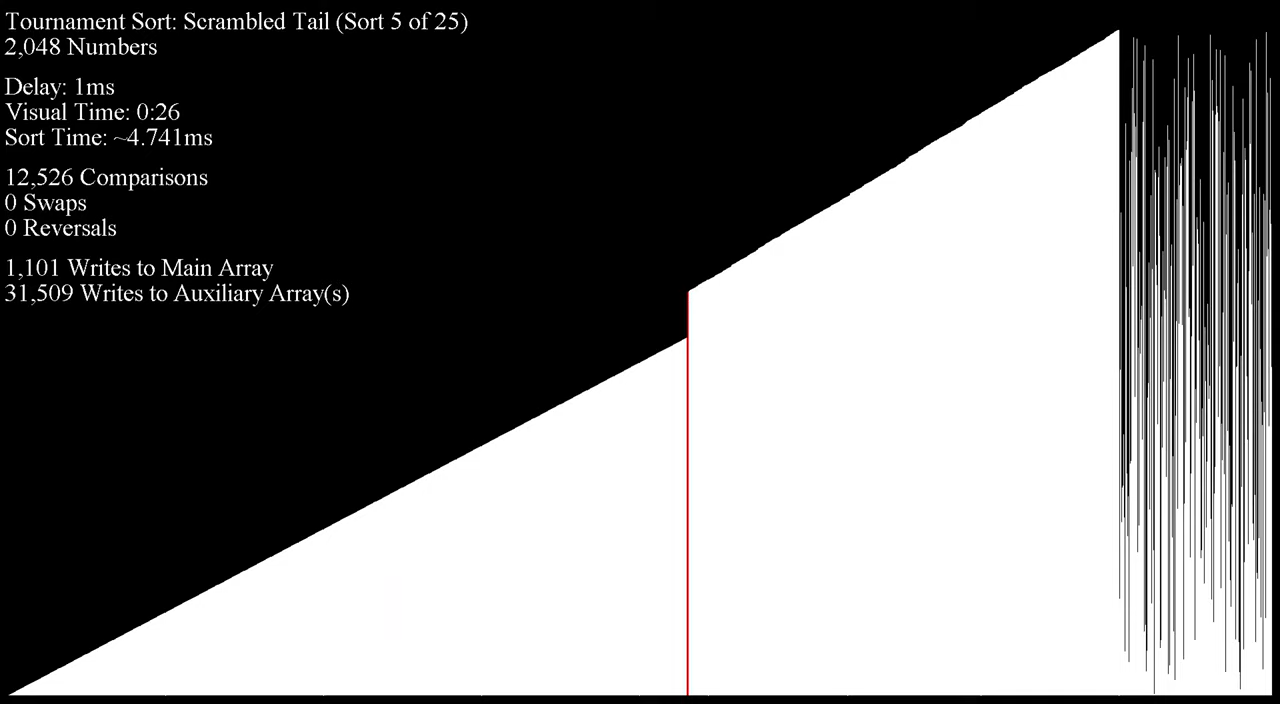 Tournament Sort: Scrambled Tail (Sort 5 of 25)
2,048 Numbers
Delay: 1ms
Visual Time: 0:26
Sort Time: ~4.741ms
12,526 Comparisons
0 Swaps
0 Reversals
1,101 Writes to Main Array
31,509 Writes to Auxiliary Array(s)